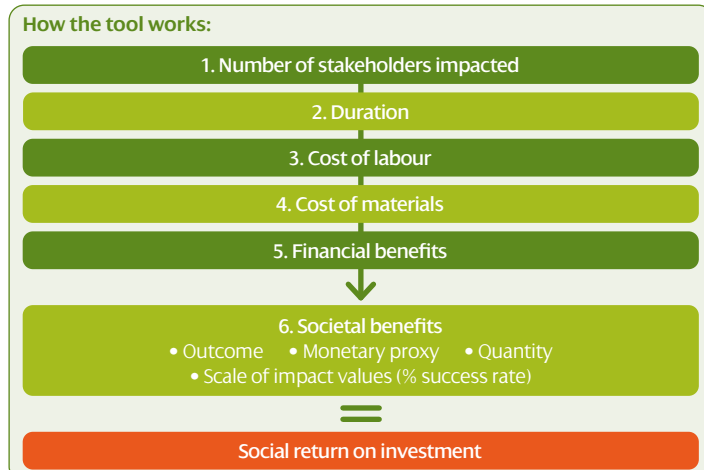 How the tool works:
1. Number of stakeholders impacted
2. Duration
3. Cost of labour
4. Cost of materials
5. Financial benefits
6. Societal benefits
• Outcome • Monetary proxy • Quantity
• Scale of impact values (% success rate)
=
Social return on investment